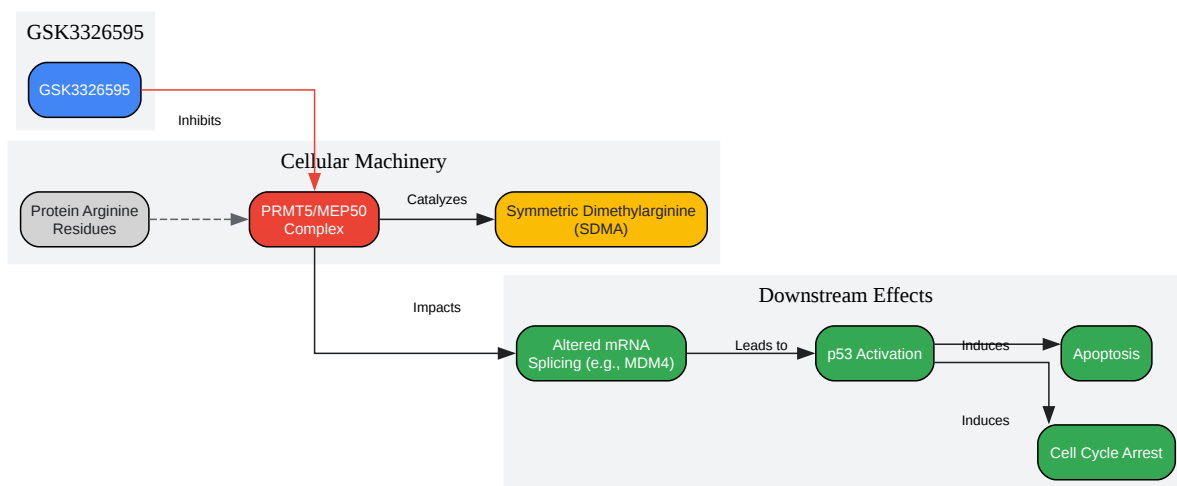 GSK3326595
GSK3326595
Inhibits
Cellular Machinery
Protein Arginine
Residues
PRMT5/MEP50
Complex
Catalyzes
Symmetric Dimethylarginine
(SDMA)
Impacts
Downstream Effects
Altered mRNA
Splicing (e.g., MDM4)
Leads to
p53 Activation
Induces
Apoptosis
Induces
Cell Cycle Arrest